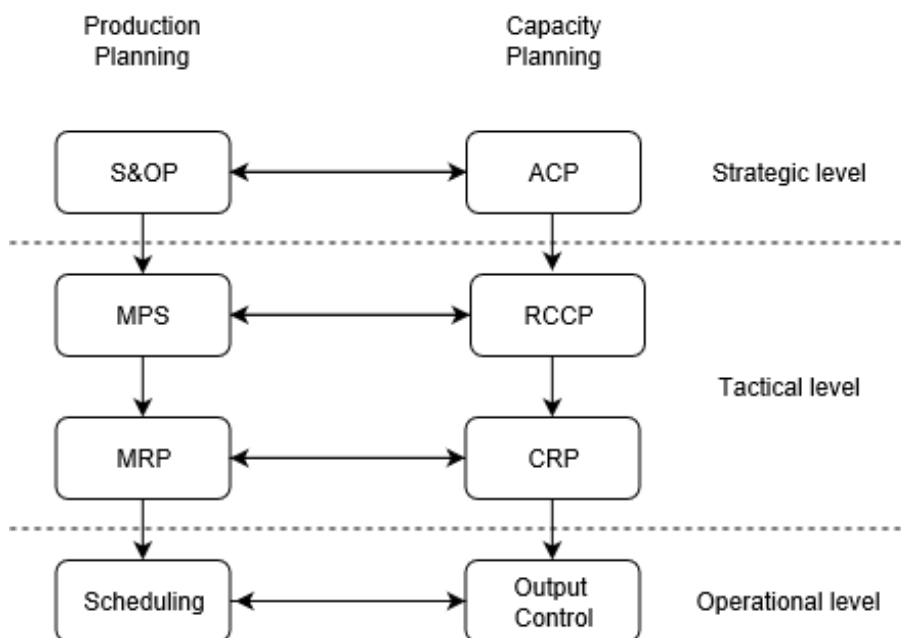 Production
Planning
Capacity
Planning
S&OP
ACP
Strategic level
MPS
RCCP
Tactical level
MRP
CRP
Scheduling
Output
Control
Operational level